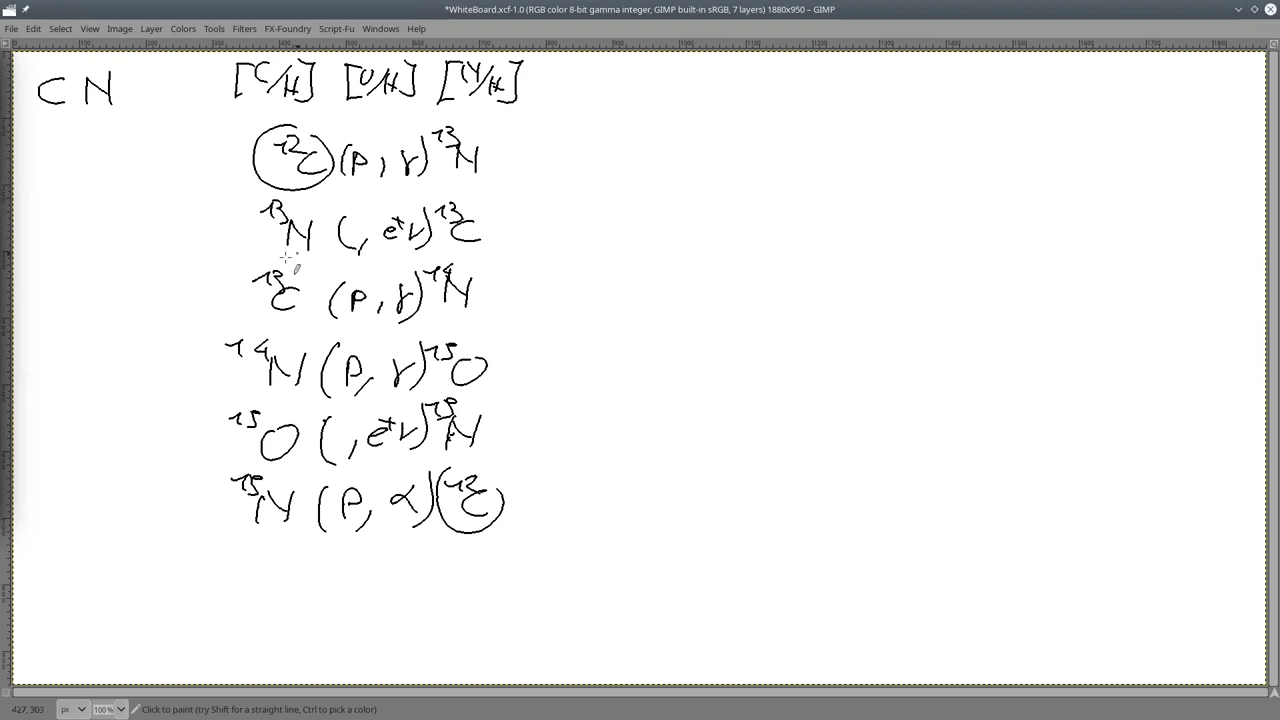 *WhiteBoard.xcf-1.0 (RGB color 8-bit gamma integer, GIMP built-in sRGB, 7 layers) 1880x950 – GIMP
File Edit Select View Image Layer Colors Tools Filters FX-Foundry Script-Fu Windows Help
C N [C/H] [O/H] [N/H]
¹²C (p, γ) ¹³N
¹³N (, e⁺ν) ¹³C
¹³C (p, γ) ¹⁴N
¹⁴N (p, γ) ¹⁵O
¹⁵O (, e⁺ν) ¹⁵N
¹⁵N (p, α) ¹²C
427, 303 px 100% Click to paint (try Shift for a straight line, Ctrl to pick a color)